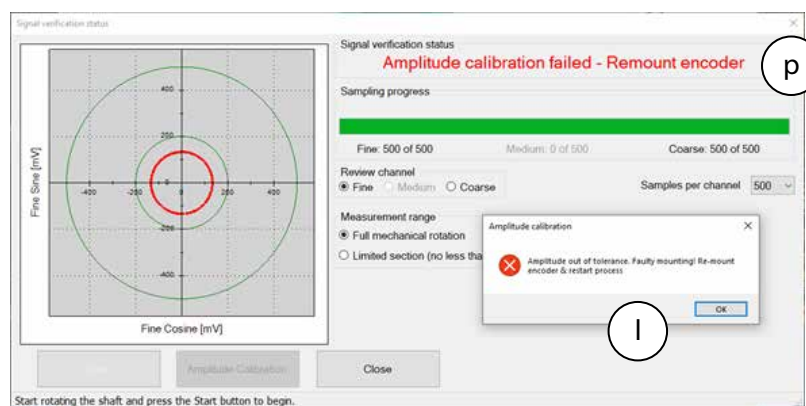 Signal verification status
Signal verification status
Amplitude calibration failed - Remount encoder
p
Sampling progress
Fine: 500 of 500 Medium: 0 of 500 Coarse: 500 of 500
Review channel
Fine Medium Coarse
Samples per channel 500
Measurement range
Full mechanical rotation
Limited section (no less tha
Amplitude calibration
Amplitude out of tolerance. Faulty mounting! Re-mount
encoder & restart process
OK
l
Fine Sine [mV]
400
200
-400 -200 0 200 400
-200
-400
Fine Cosine [mV]
Start Amplitude Calibration Close
Start rotating the shaft and press the Start button to begin.